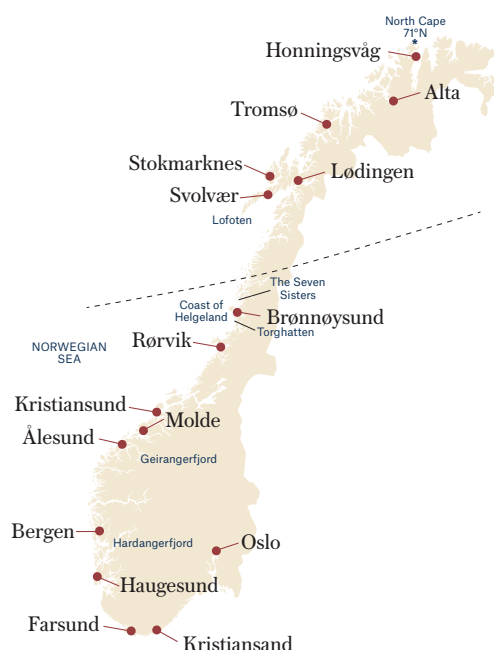 North Cape
71°N
*
Honningsvåg
Alta
Tromsø
Stokmarknes
Lødingen
Svolvær
Lofoten
The Seven
Sisters
Coast of
Helgeland
Brønnøysund
Torghatten
Rørvik
NORWEGIAN
SEA
Kristiansund
Molde
Ålesund
Geirangerfjord
Bergen
Hardangerfjord
Oslo
Haugesund
Farsund
Kristiansand